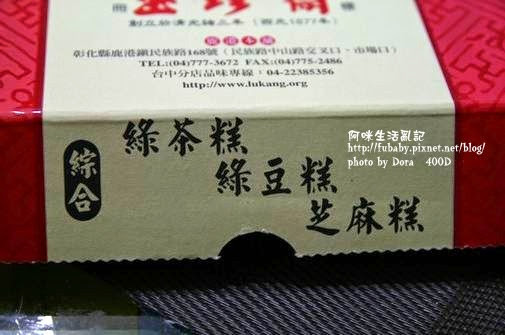 創立於清光緒三年(西元1877年)
鹿港本舖
彰化縣鹿港鎮民族路168號(民族路中山路交叉口、市場口)
TEL:(04)777-3672 FAX:(04)775-2486
台中分店品味專線:04-22385356
http://www.lukang.org
綜合
綠茶糕
綠豆糕
芝麻糕
阿咪生活亂記
http://fubaby.pixnet.net/blog/
photo by Dora 400D